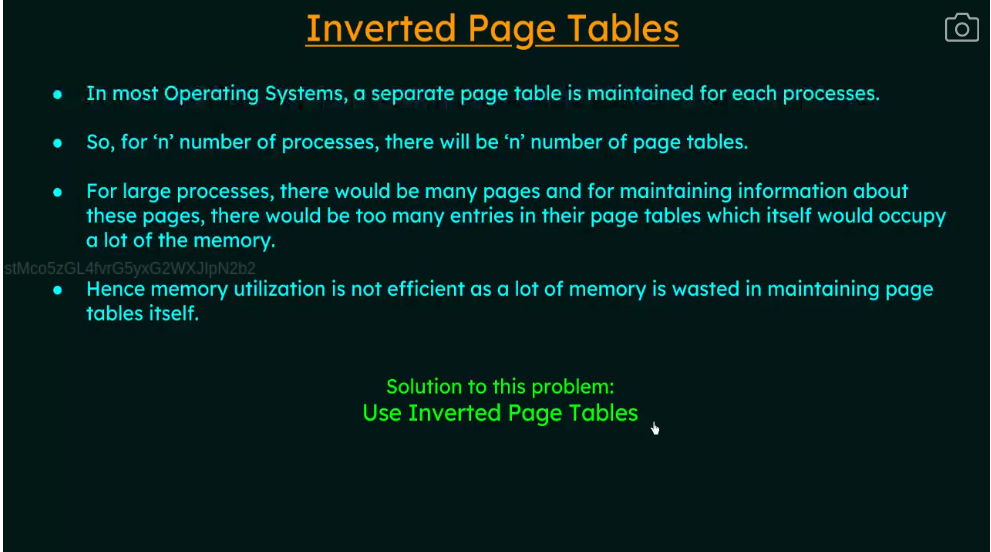 Inverted Page Tables
● In most Operating Systems, a separate page table is maintained for each processes.
● So, for ‘n’ number of processes, there will be ‘n’ number of page tables.
● For large processes, there would be many pages and for maintaining information about
these pages, there would be too many entries in their page tables which itself would occupy
a lot of the memory.
stMco5zGL4fvrG5yxG2WXJIpN2b2
● Hence memory utilization is not efficient as a lot of memory is wasted in maintaining page
tables itself.
Solution to this problem:
Use Inverted Page Tables